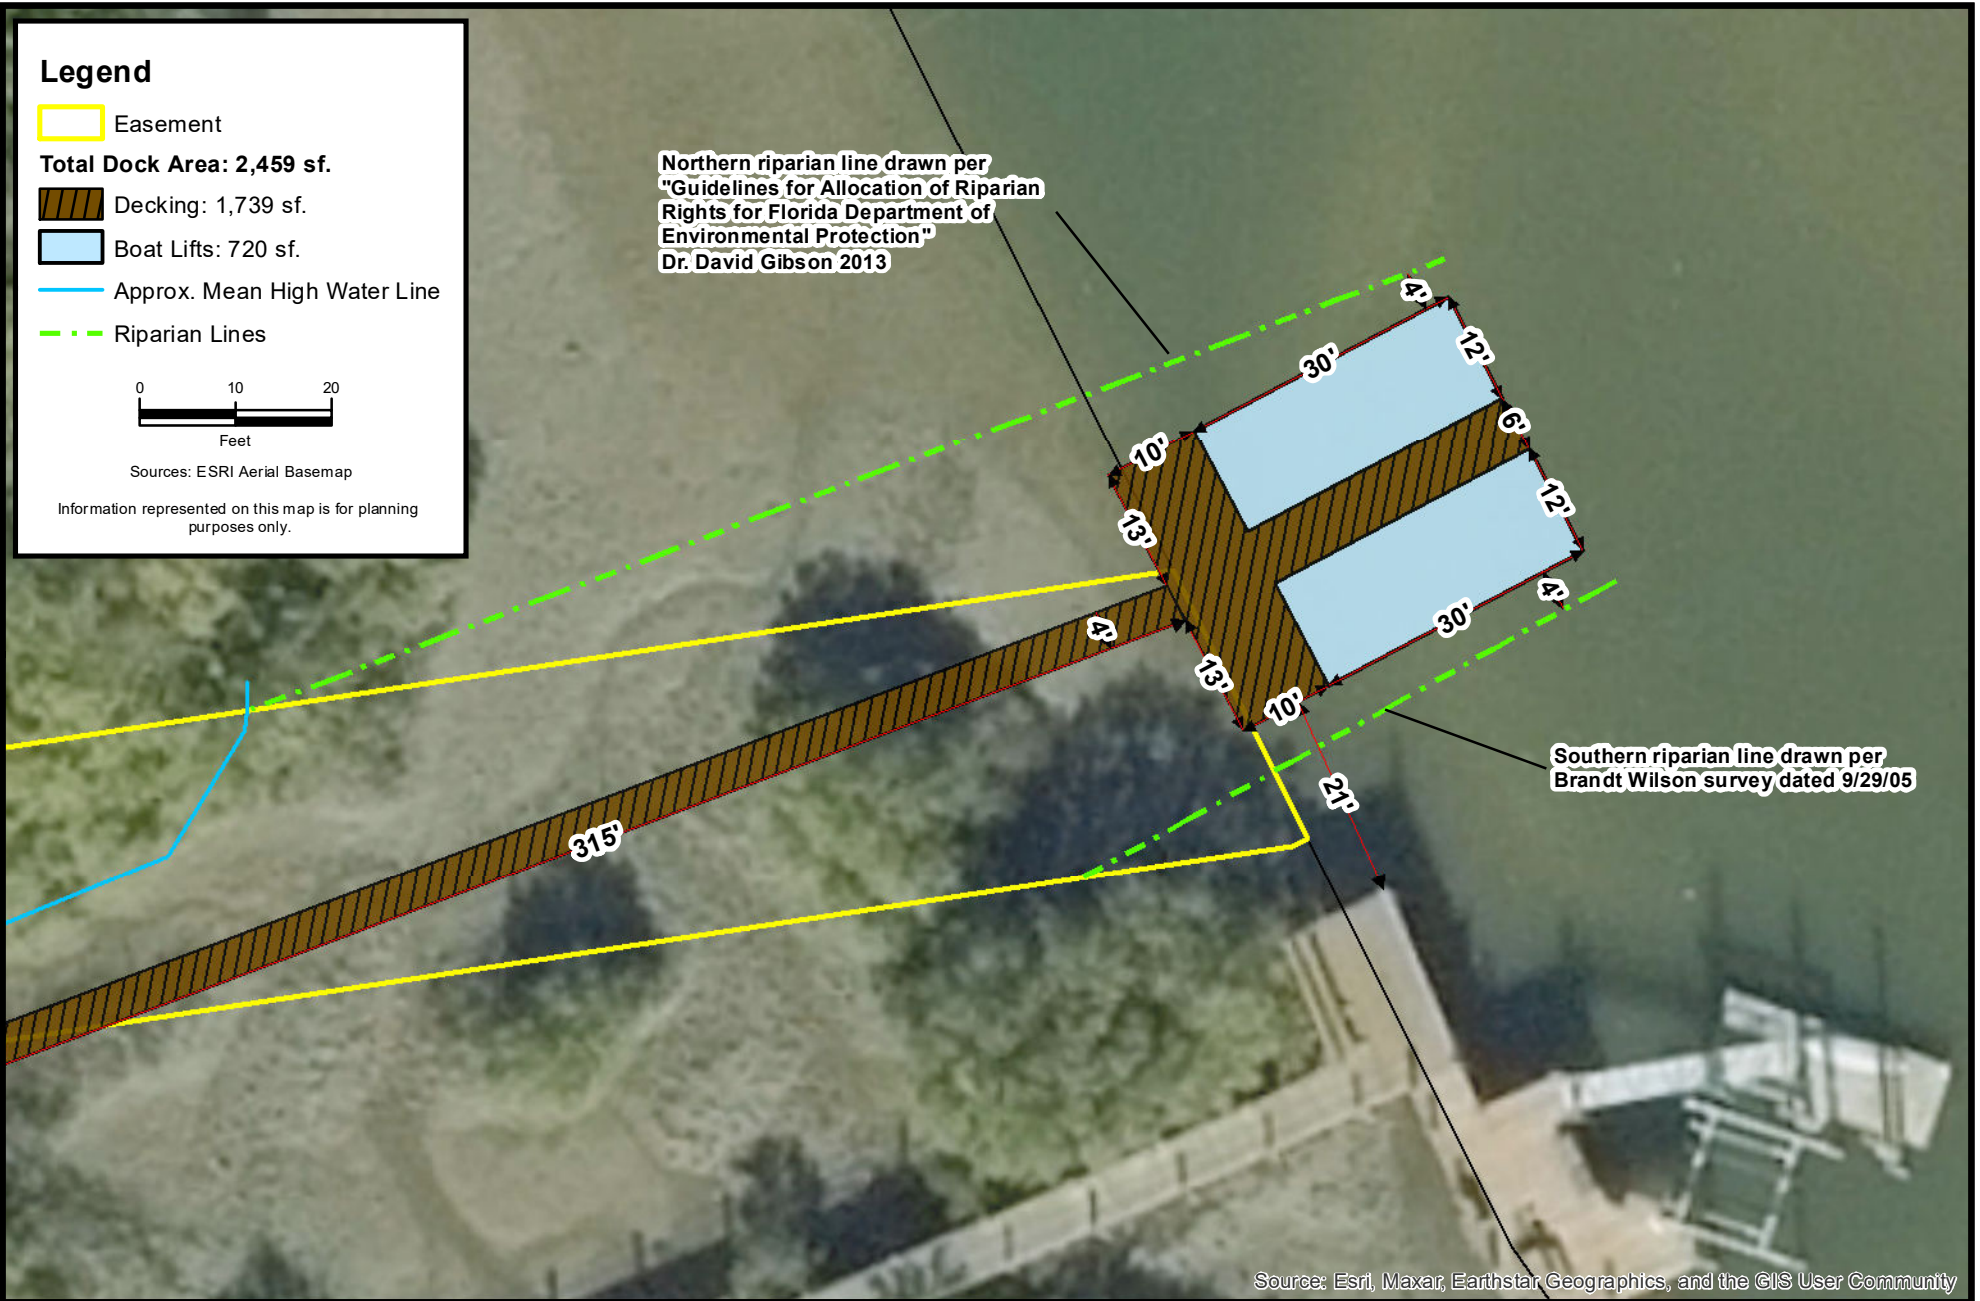 Legend
Easement
Total Dock Area: 2,459 sf.
Decking: 1,739 sf.
Boat Lifts: 720 sf.
Approx. Mean High Water Line
Riparian Lines
0 10 20
Feet
Sources: ESRI Aerial Basemap
Information represented on this map is for planning
purposes only.
Northern riparian line drawn per
"Guidelines for Allocation of Riparian
Rights for Florida Department of
Environmental Protection"
Dr. David Gibson 2013
4'
30'
12'
10'
6'
13'
12'
4'
30'
4'
13'
10'
21'
315'
Southern riparian line drawn per
Brandt Wilson survey dated 9/29/05
Source: Esri, Maxar, Earthstar Geographics, and the GIS User Community